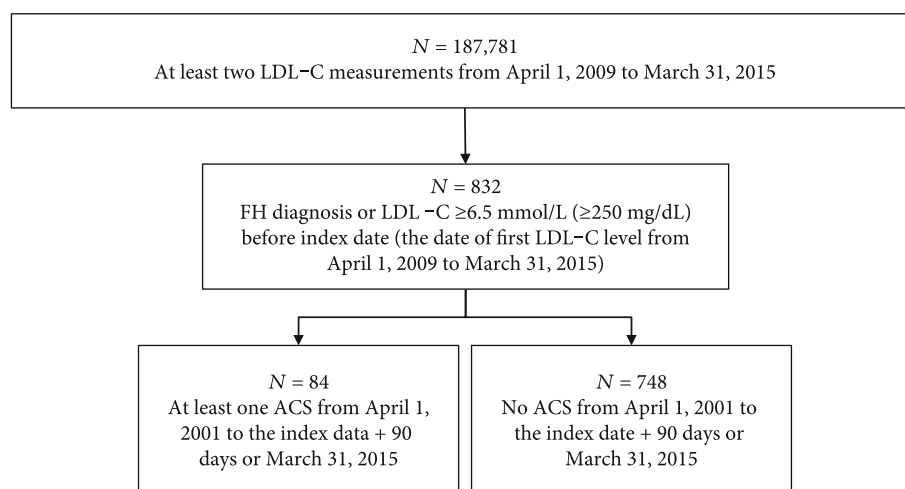 N = 187,781
At least two LDL−C measurements from April 1, 2009 to March 31, 2015
N = 832
FH diagnosis or LDL −C ≥6.5 mmol/L (≥250 mg/dL)
before index date (the date of first LDL−C level from
April 1, 2009 to March 31, 2015)
N = 84
At least one ACS from April 1,
2001 to the index data + 90
days or March 31, 2015
N = 748
No ACS from April 1, 2001 to
the index date + 90 days or
March 31, 2015